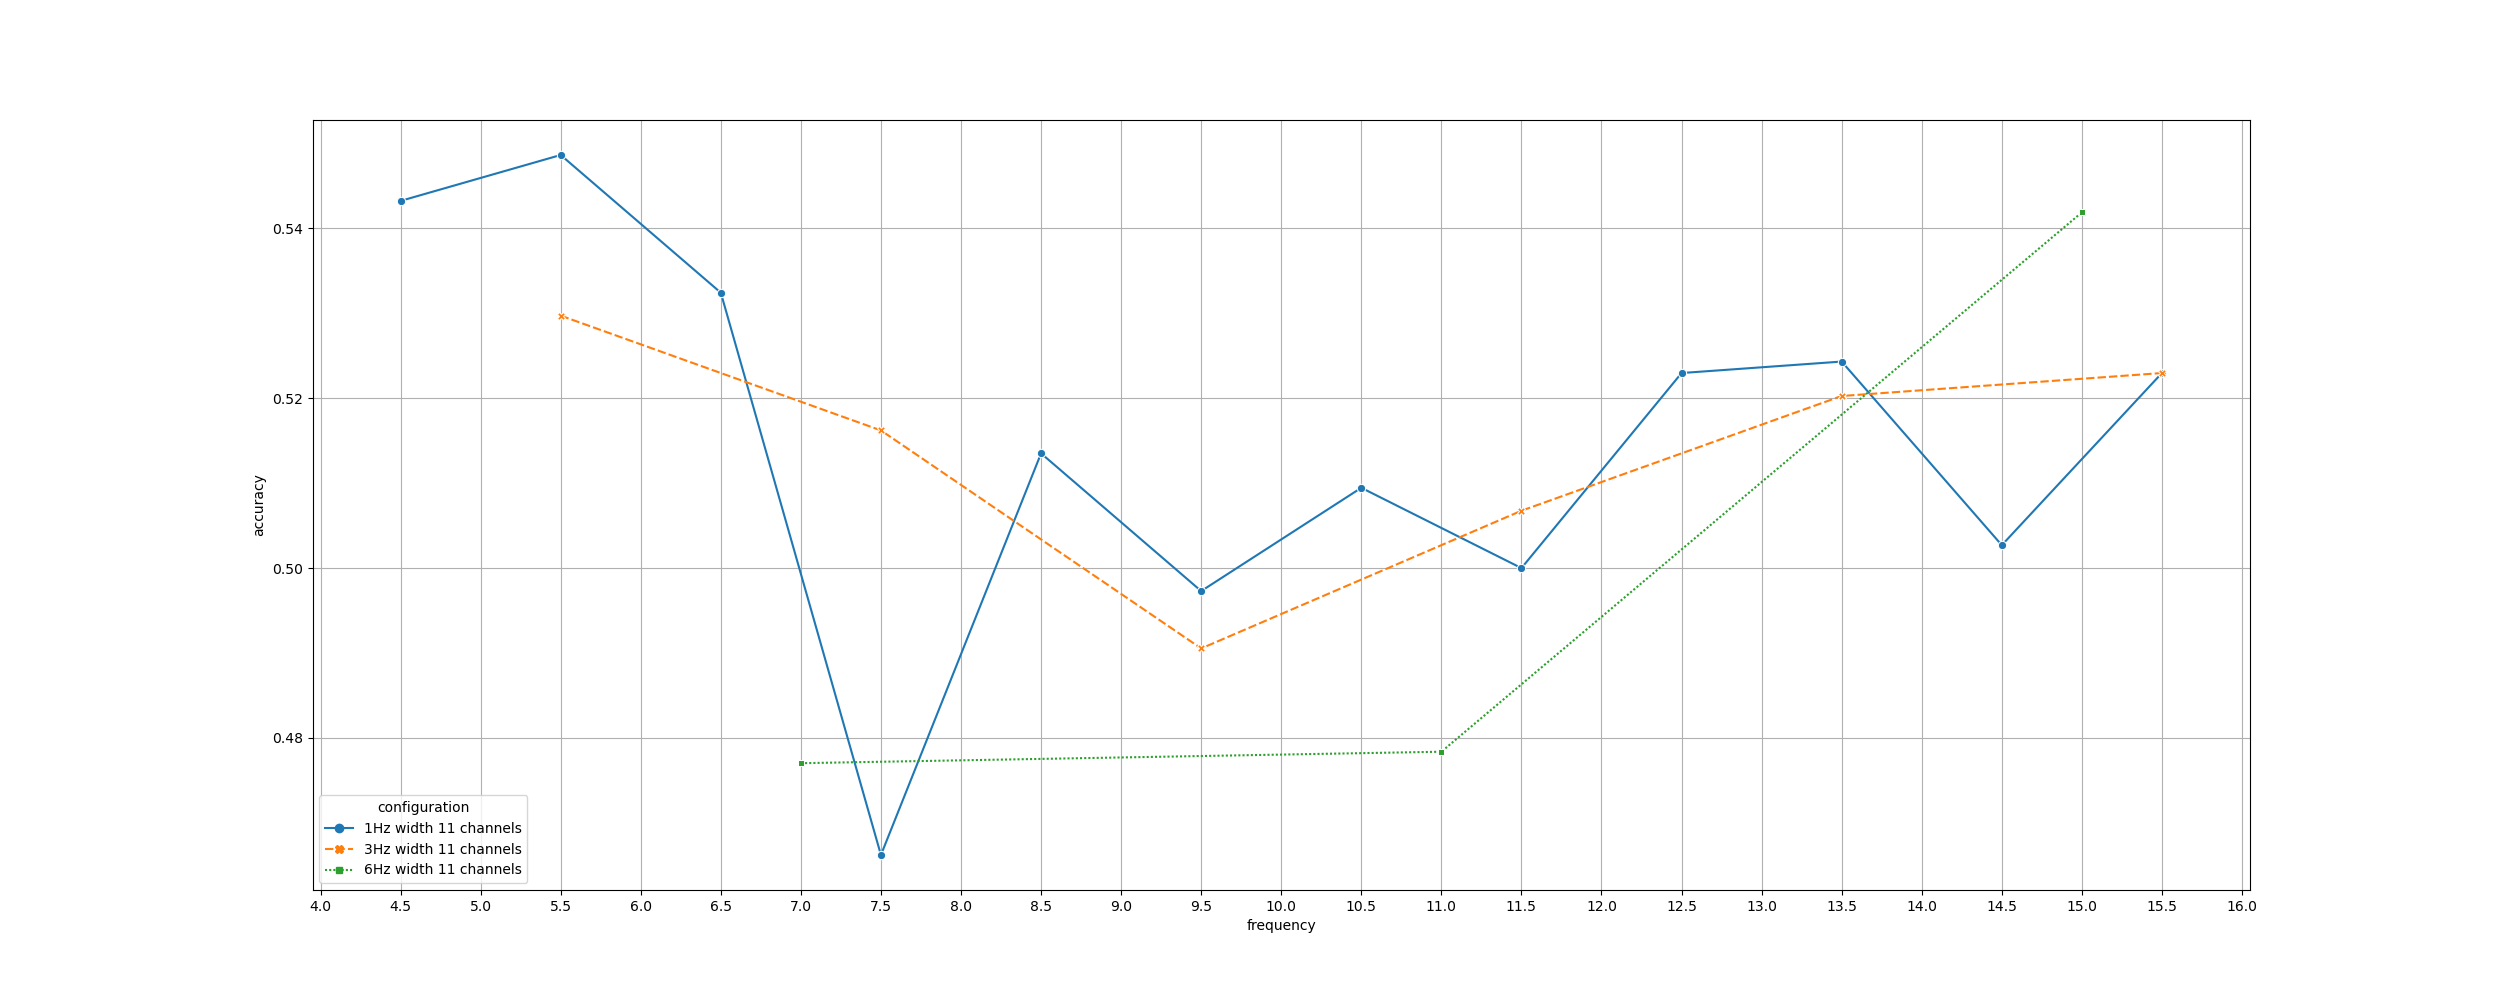 0.54
0.52
0.50
0.48
accuracy
configuration
1Hz width 11 channels
3Hz width 11 channels
6Hz width 11 channels
4.0 4.5 5.0 5.5 6.0 6.5 7.0 7.5 8.0 8.5 9.0 9.5 10.0 10.5 11.0 11.5 12.0 12.5 13.0 13.5 14.0 14.5 15.0 15.5 16.0
frequency